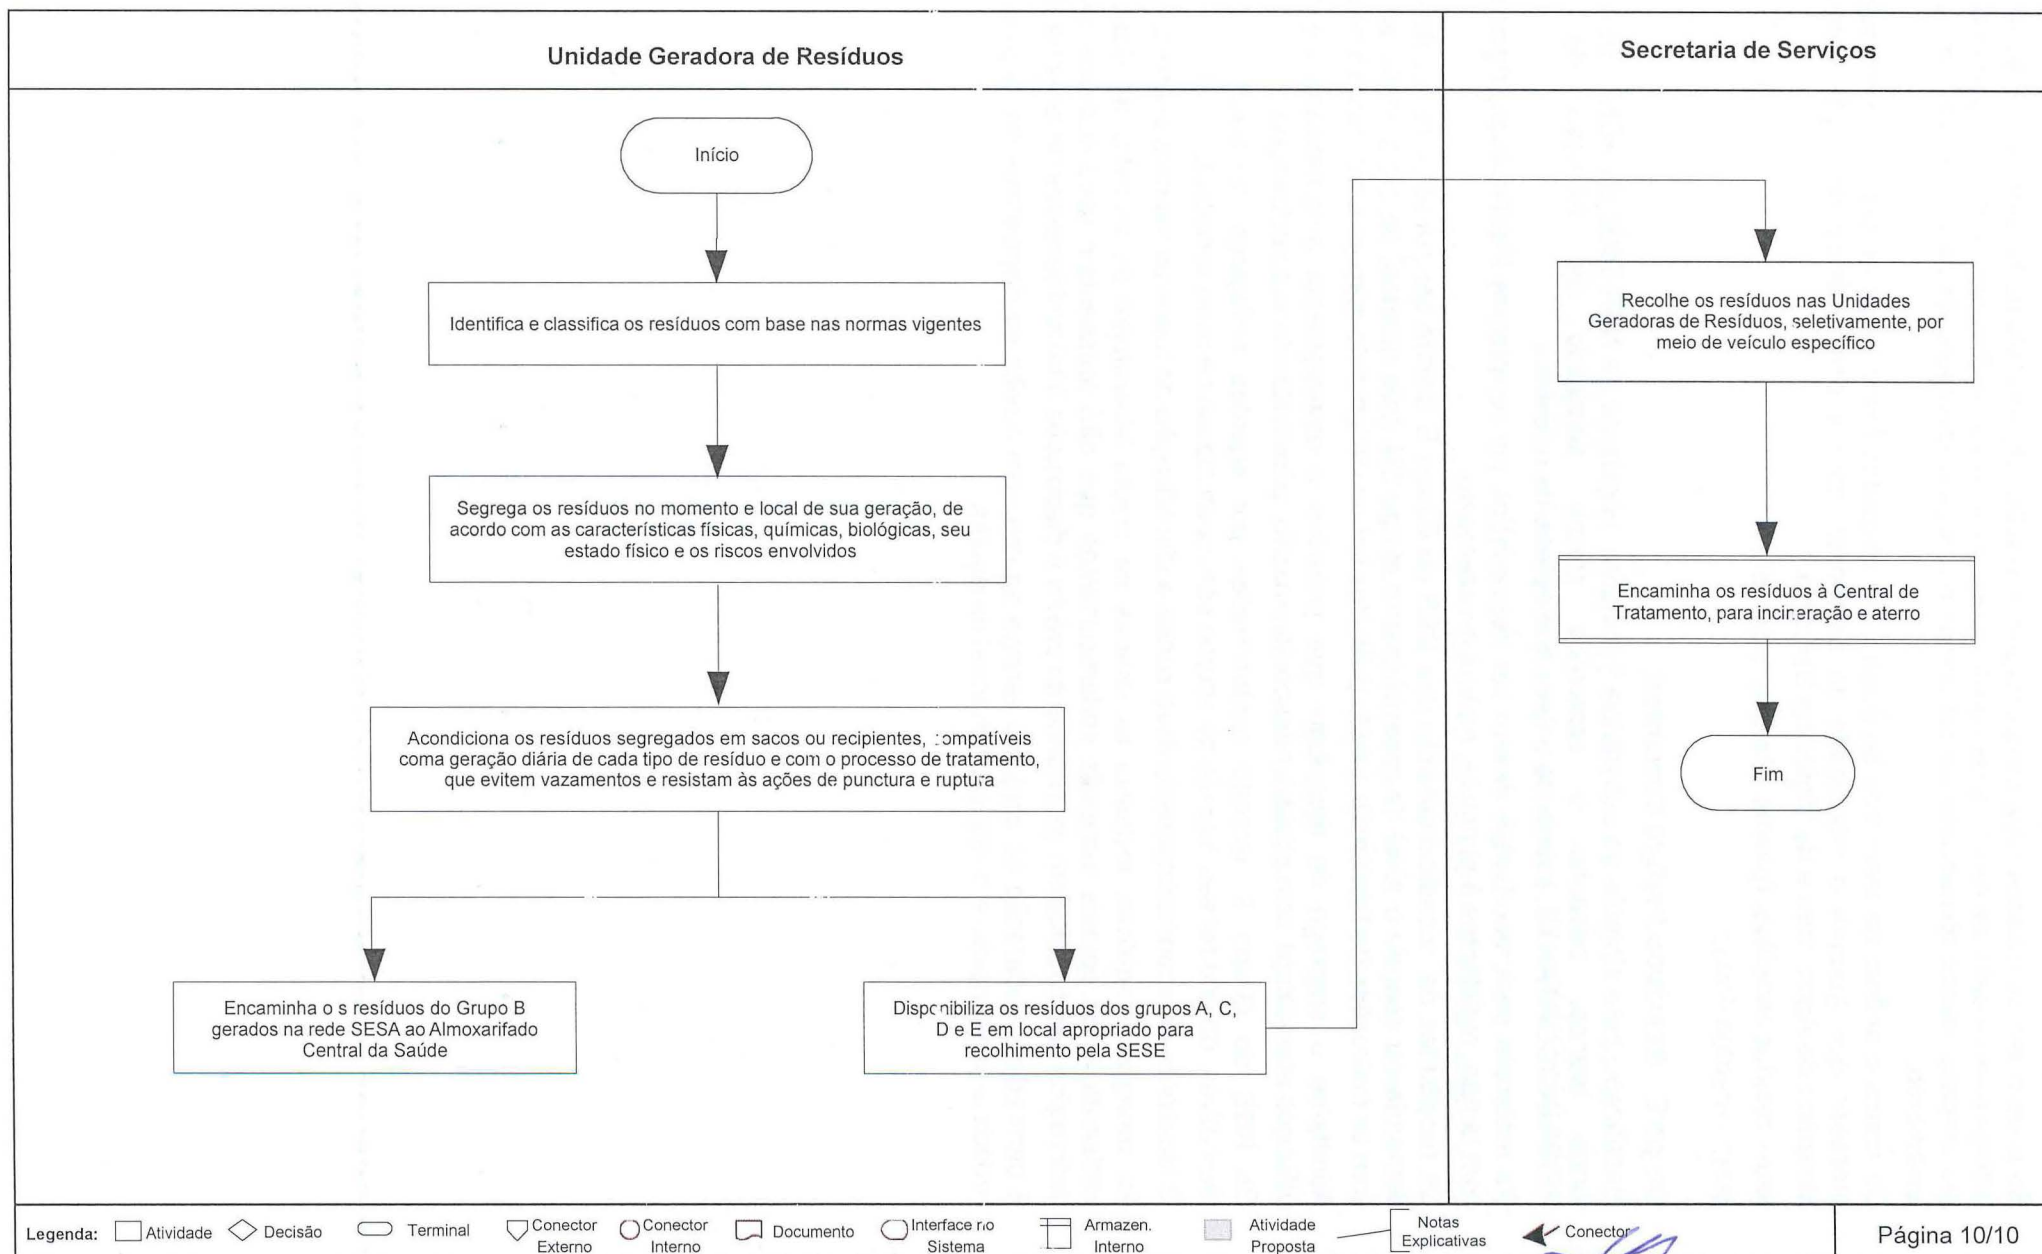 Unidade Geradora de Resíduos
Secretaria de Serviços
Início
Identifica e classifica os resíduos com base nas normas vigentes
Segrega os resíduos no momento e local de sua geração, de
acordo com as características físicas, químicas, biológicas, seu
estado físico e os riscos envolvidos
Acondiciona os resíduos segregados em sacos ou recipientes, compatíveis
coma geração diária de cada tipo de resíduo e com o processo de tratamento,
que evitem vazamentos e resistam às ações de punctura e ruptura
Encaminha o s resíduos do Grupo B
gerados na rede SESA ao Almoxarifado
Central da Saúde
Disponibiliza os resíduos dos grupos A, C,
D e E em local apropriado para
recolhimento pela SESE
Recolhe os resíduos nas Unidades
Geradoras de Resíduos, seletivamente, por
meio de veículo específico
Encaminha os resíduos à Central de
Tratamento, para incineração e aterro
Fim
Legenda:
Atividade
Decisão
Terminal
Conector
Externo
Conector
Interno
Documento
Interface no
Sistema
Armazen.
Interno
Atividade
Proposta
Notas
Explicativas
Conector
Página 10/10